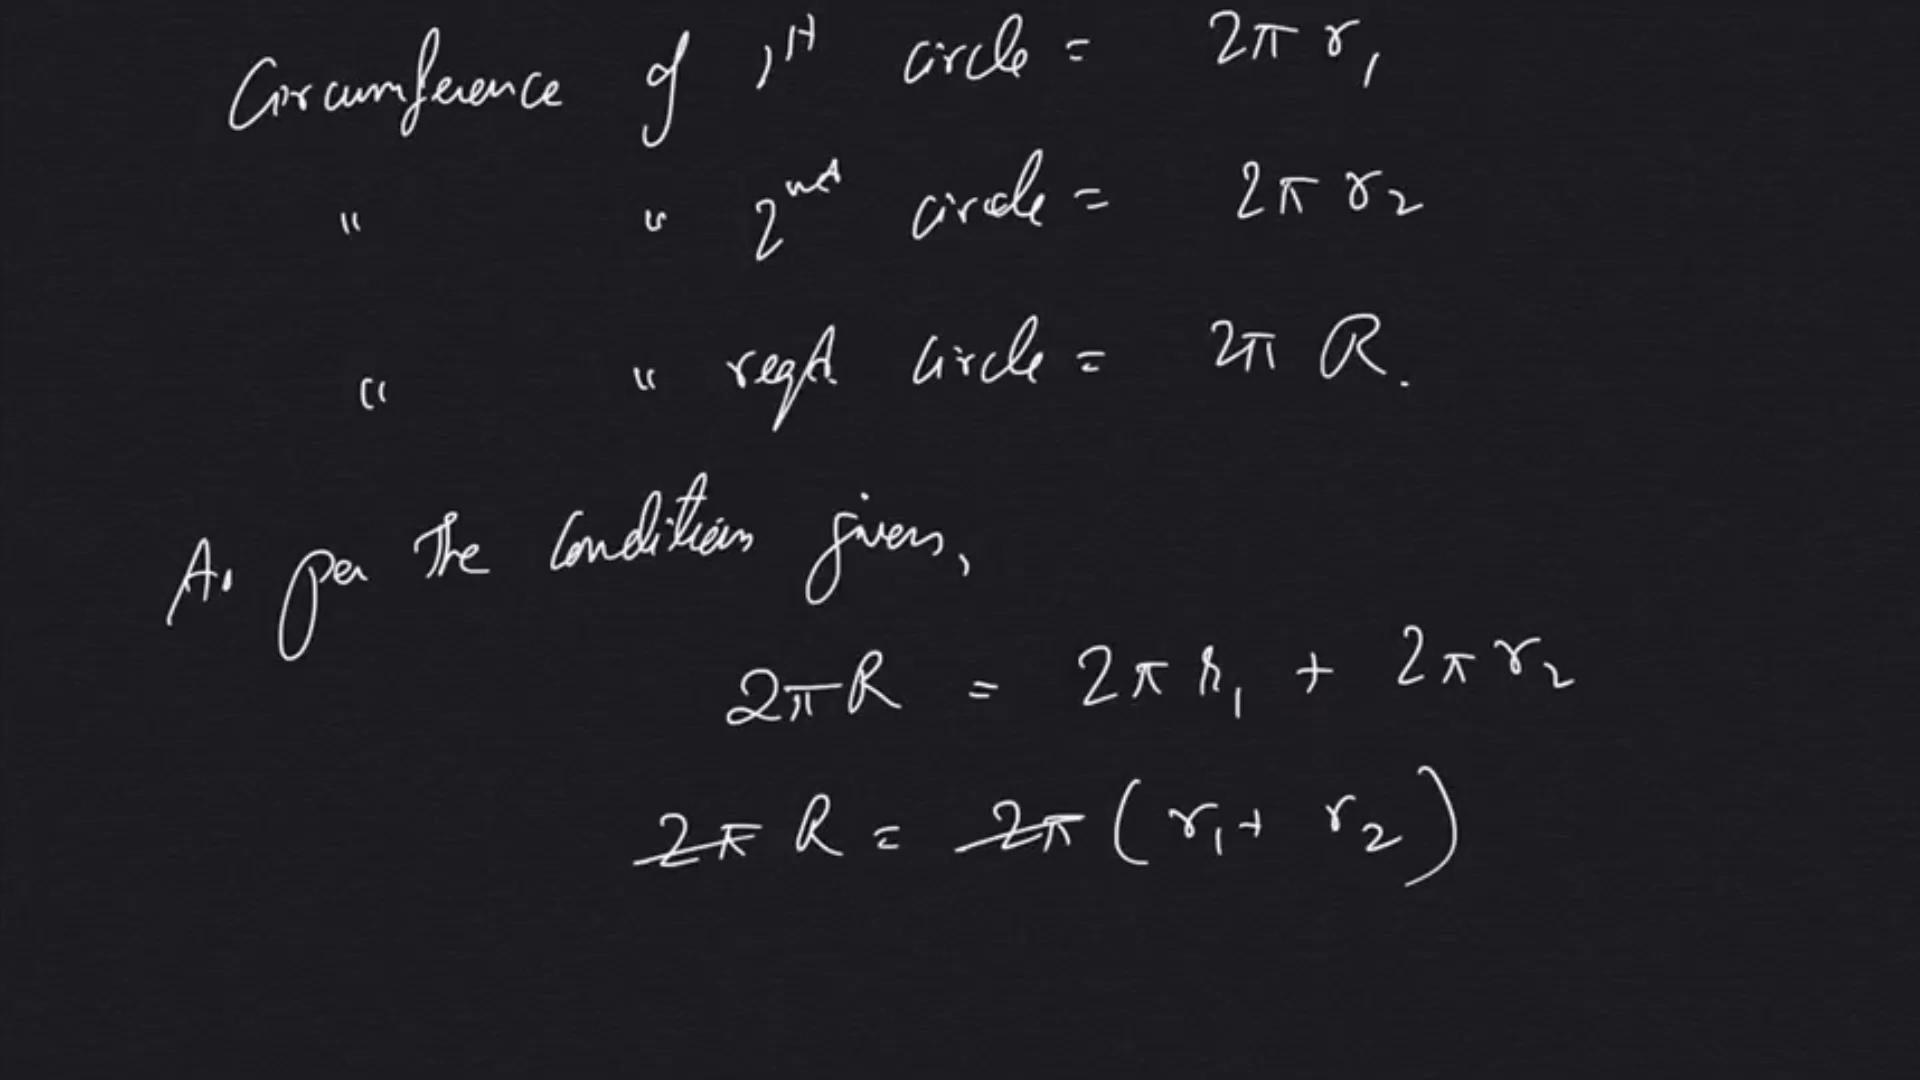 Circumference of 1st circle = 2π r₁
" " 2nd circle = 2π r₂
" " reqd. circle = 2π R.
As per the condition given,
2πR = 2π r₁ + 2π r₂
2π R = 2π (r₁ + r₂)